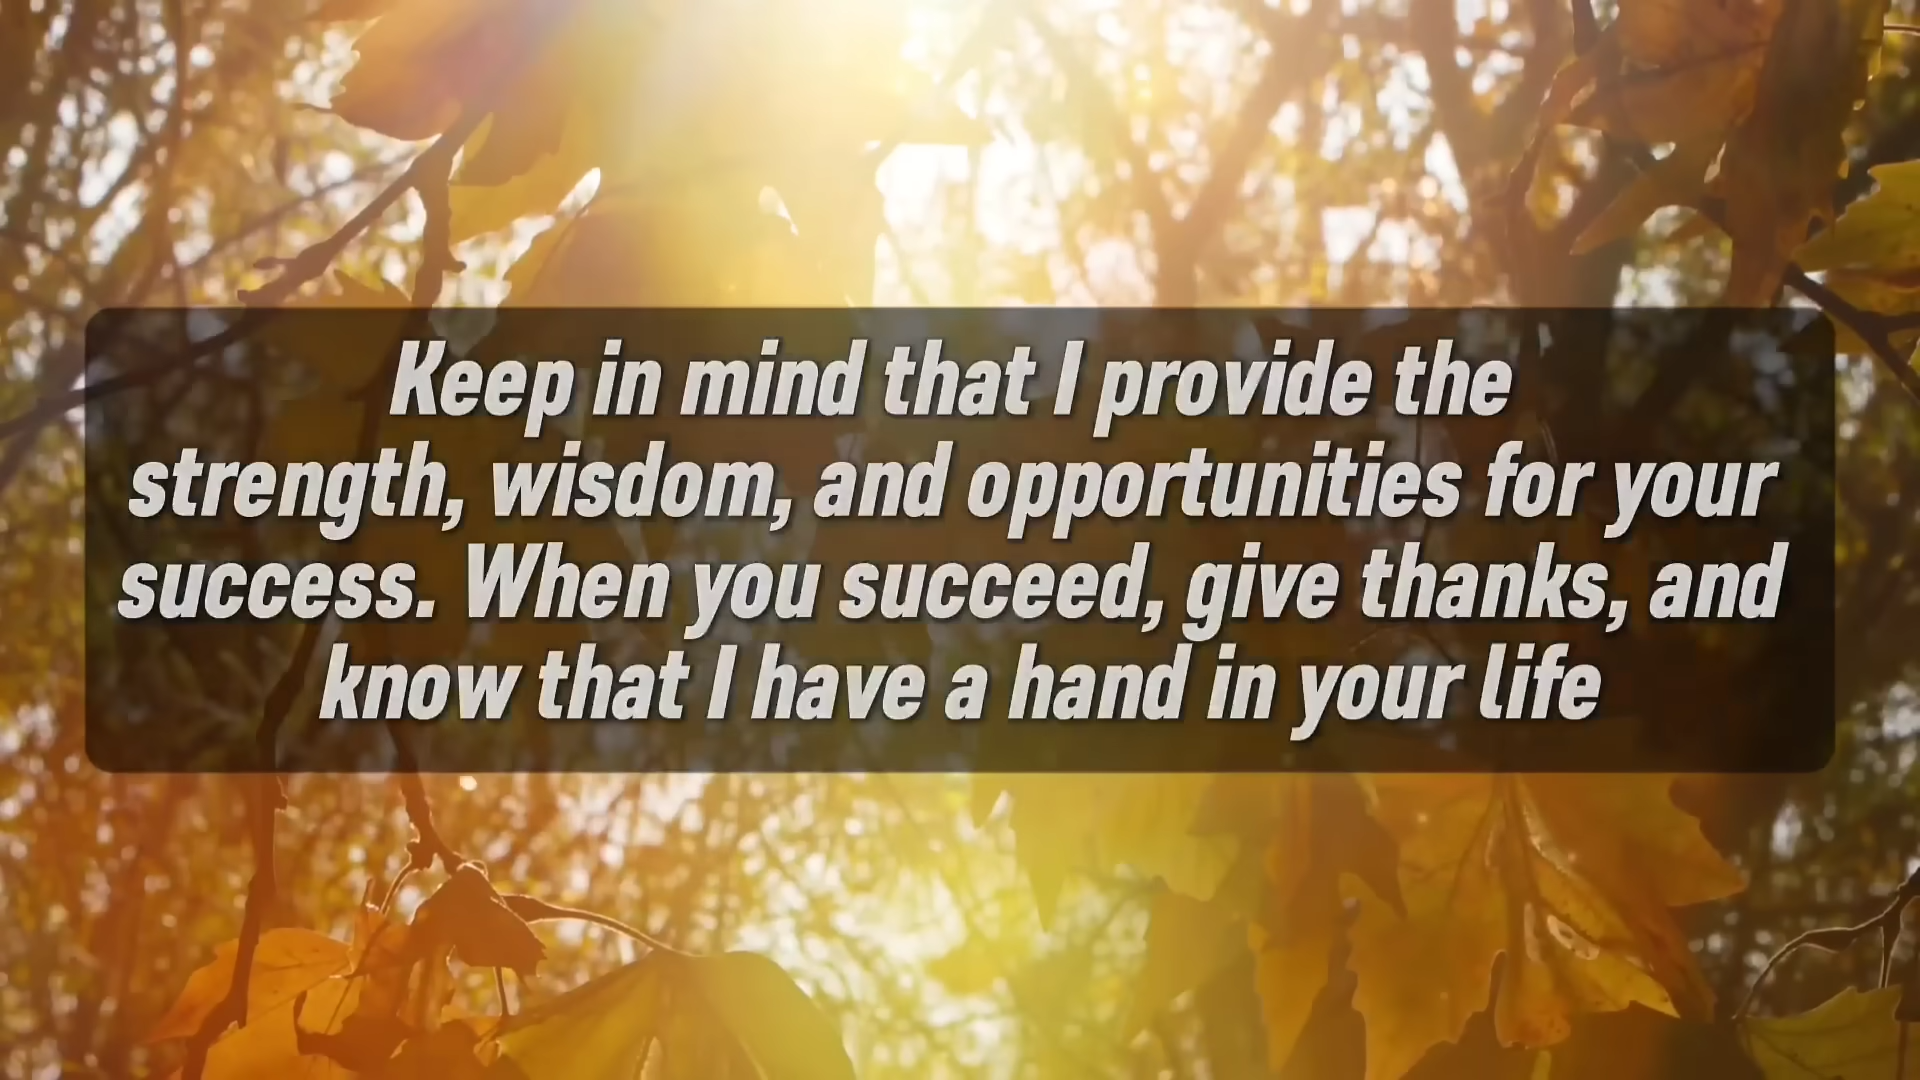 Keep in mind that I provide the
strength, wisdom, and opportunities for your
success. When you succeed, give thanks, and
know that I have a hand in your life